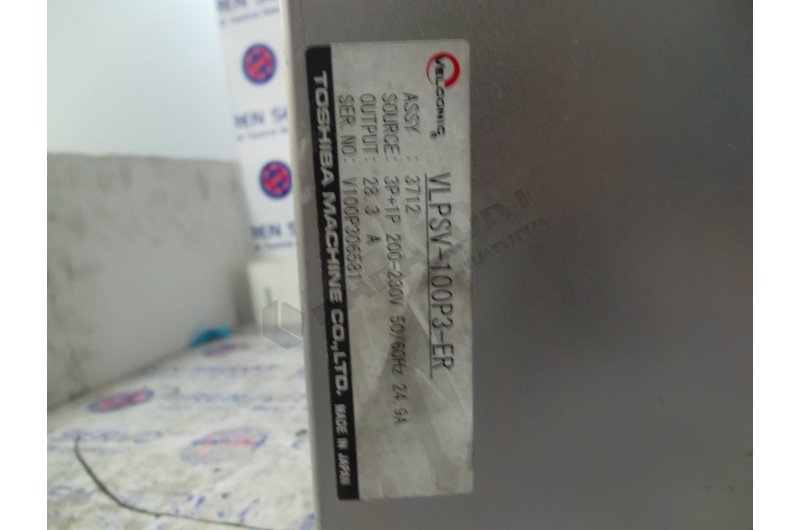 VELCONIC®
VLPSV-100P3-ER
ASSY : 3712
SOURCE: 3P+1P 200-230V 50/60Hz 24.9A
OUTPUT: 28.3 A
SER. NO: V100P306581
TOSHIBA MACHINE CO.,LTD. MADE IN JAPAN